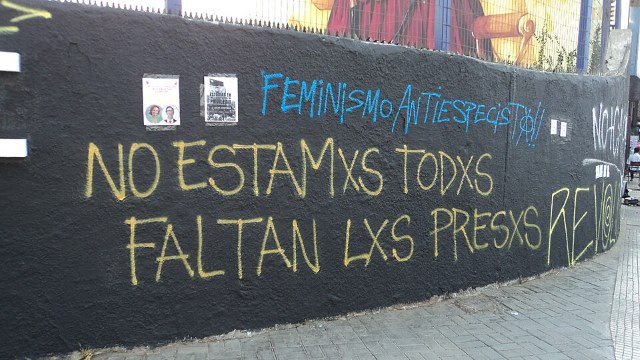 FEMINISMO ANTIESPECISTA!!
NO ESTAMXS TODXS
FALTAN LXS PRESXS